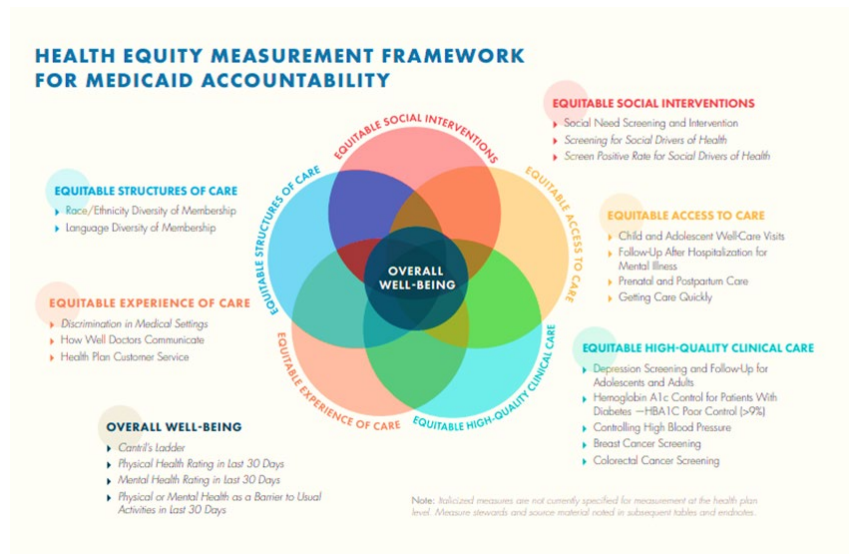 HEALTH EQUITY MEASUREMENT FRAMEWORK
FOR MEDICAID ACCOUNTABILITY
EQUITABLE SOCIAL INTERVENTIONS
Social Need Screening and Intervention
Screening for Social Drivers of Health
Screen Positive Rate for Social Drivers of Health
EQUITABLE STRUCTURES OF CARE
Race/Ethnicity Diversity of Membership
Language Diversity of Membership
EQUITABLE ACCESS TO CARE
Child and Adolescent Well-Care Visits
Follow-Up After Hospitalization for
Mental Illness
Prenatal and Postpartum Care
Getting Care Quickly
EQUITABLE EXPERIENCE OF CARE
Discrimination in Medical Settings
How Well Doctors Communicate
Health Plan Customer Service
EQUITABLE HIGH-QUALITY CLINICAL CARE
Depression Screening and Follow-Up for
Adolescents and Adults
Hemoglobin A1c Control for Patients With
Diabetes —HBA1C Poor Control (>9%)
Controlling High Blood Pressure
Breast Cancer Screening
Colorectal Cancer Screening
OVERALL WELL-BEING
Cantril's Ladder
Physical Health Rating in Last 30 Days
Mental Health Rating in Last 30 Days
Physical or Mental Health as a Barrier to Usual
Activities in Last 30 Days
EQUITABLE SOCIAL INTERVENTIONS
EQUITABLE ACCESS TO CARE
EQUITABLE HIGH-QUALITY CLINICAL CARE
EQUITABLE EXPERIENCE OF CARE
EQUITABLE STRUCTURES OF CARE
OVERALL
WELL-BEING
Note: Italicized measures are not currently specified for measurement at the health plan
level. Measure stewards and source material noted in subsequent tables and endnotes.